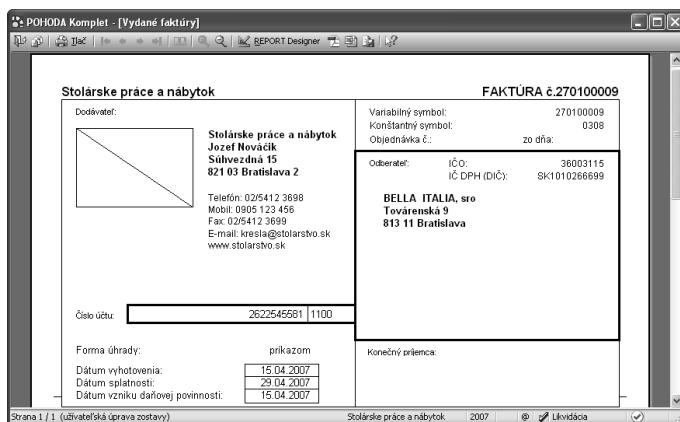 POHODA Komplet - [Vydané faktúry]
Tlač REPORT Designer
Stolárske práce a nábytok FAKTÚRA č.270100009
Dodávateľ:
Stolárske práce a nábytok
Jozef Nováčik
Súhvezdná 15
821 03 Bratislava 2
Telefón: 02/5412 3698
Mobil: 0905 123 456
Fax: 02/5412 3699
E-mail: kresla@stolarstvo.sk
www.stolarstvo.sk
Číslo účtu: 2622545581 1100
Forma úhrady: príkazom
Dátum vyhotovenia: 15.04.2007
Dátum splatnosti: 29.04.2007
Dátum vzniku daňovej povinnosti: 15.04.2007
Variabilný symbol: 270100009
Konštantný symbol: 0308
Objednávka č.: zo dňa:
Odberateľ: IČO: 36003115
IČ DPH (DIČ): SK1010266699
BELLA ITALIA, sro
Továrenská 9
813 11 Bratislava
Konečný príjemca:
Strana 1 / 1 (užívateľská úprava zostavy) Stolárske práce a nábytok 2007 @ Likvidácia